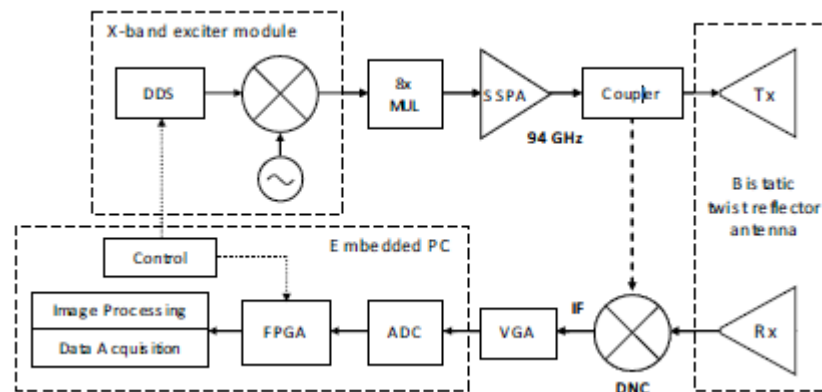 X-band exciter module
DDS
8x
MUL
SSPA
Coupler
Tx
94 GHz
Bistatic
twist reflector
antenna
Embedded PC
Control
Image Processing
Data Acquisition
FPGA
ADC
VGA
IF
DNC
Rx